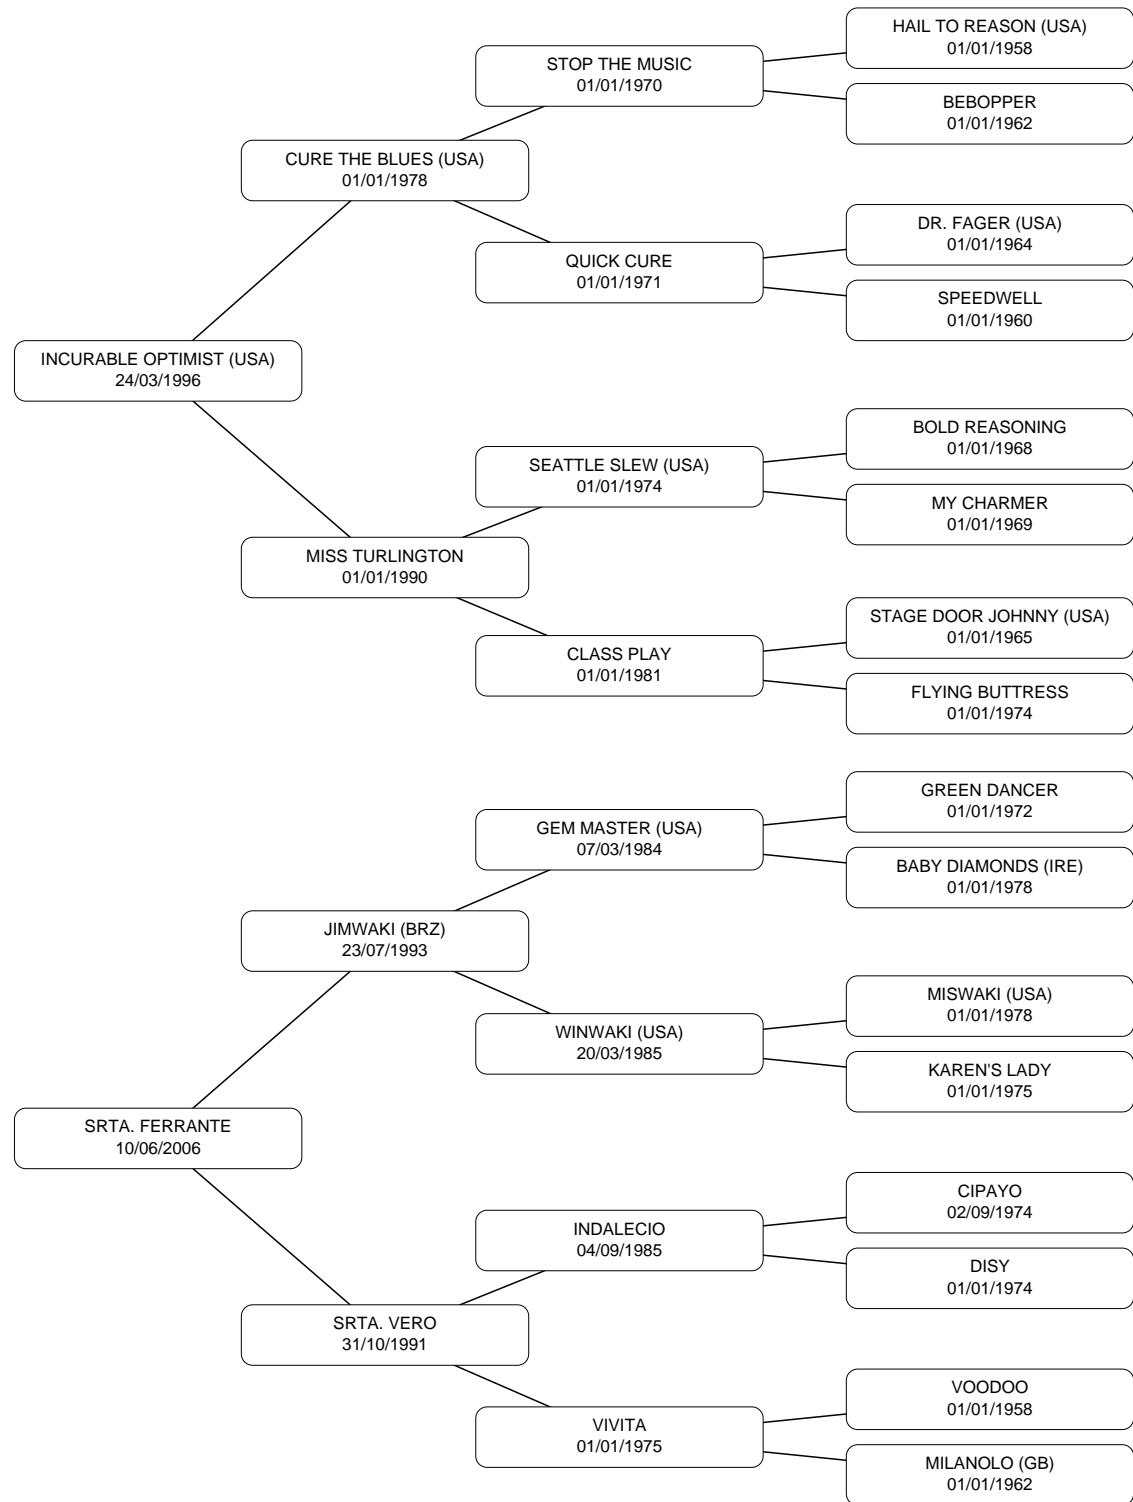 HAIL TO REASON (USA)
01/01/1958
STOP THE MUSIC
01/01/1970
BEBOPPER
01/01/1962
CURE THE BLUES (USA)
01/01/1978
DR. FAGER (USA)
01/01/1964
QUICK CURE
01/01/1971
SPEEDWELL
01/01/1960
INCURABLE OPTIMIST (USA)
24/03/1996
BOLD REASONING
01/01/1968
SEATTLE SLEW (USA)
01/01/1974
MY CHARMER
01/01/1969
MISS TURLINGTON
01/01/1990
STAGE DOOR JOHNNY (USA)
01/01/1965
CLASS PLAY
01/01/1981
FLYING BUTTRESS
01/01/1974
GREEN DANCER
01/01/1972
GEM MASTER (USA)
07/03/1984
BABY DIAMONDS (IRE)
01/01/1978
JIMWAKI (BRZ)
23/07/1993
MISWAKI (USA)
01/01/1978
WINWAKI (USA)
20/03/1985
KAREN'S LADY
01/01/1975
SRTA. FERRANTE
10/06/2006
CIPAYO
02/09/1974
INDALECIO
04/09/1985
DISY
01/01/1974
SRTA. VERO
31/10/1991
VOODOO
01/01/1958
VIVITA
01/01/1975
MILANOLO (GB)
01/01/1962